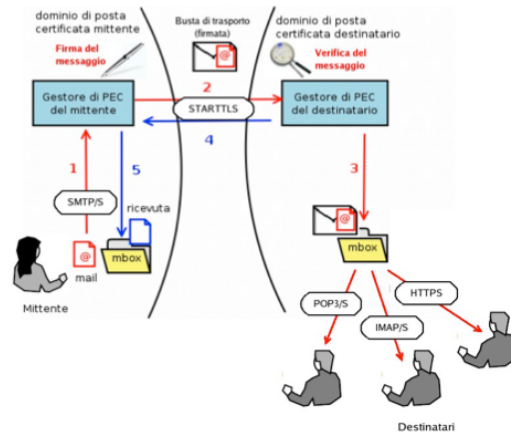 dominio di posta
certificata mittente
Firma del
messaggio
Busta di trasporto
(firmata)
@
dominio di posta
certificata destinatario
Verifica del
messaggio
Gestore di PEC
del mittente
2
STARTTLS
4
Gestore di PEC
del destinatario
1
5
3
SMTP/S
ricevuta
@
mail
mbox
Mittente
@
mbox
POP3/S
IMAP/S
HTTPS
Destinatari